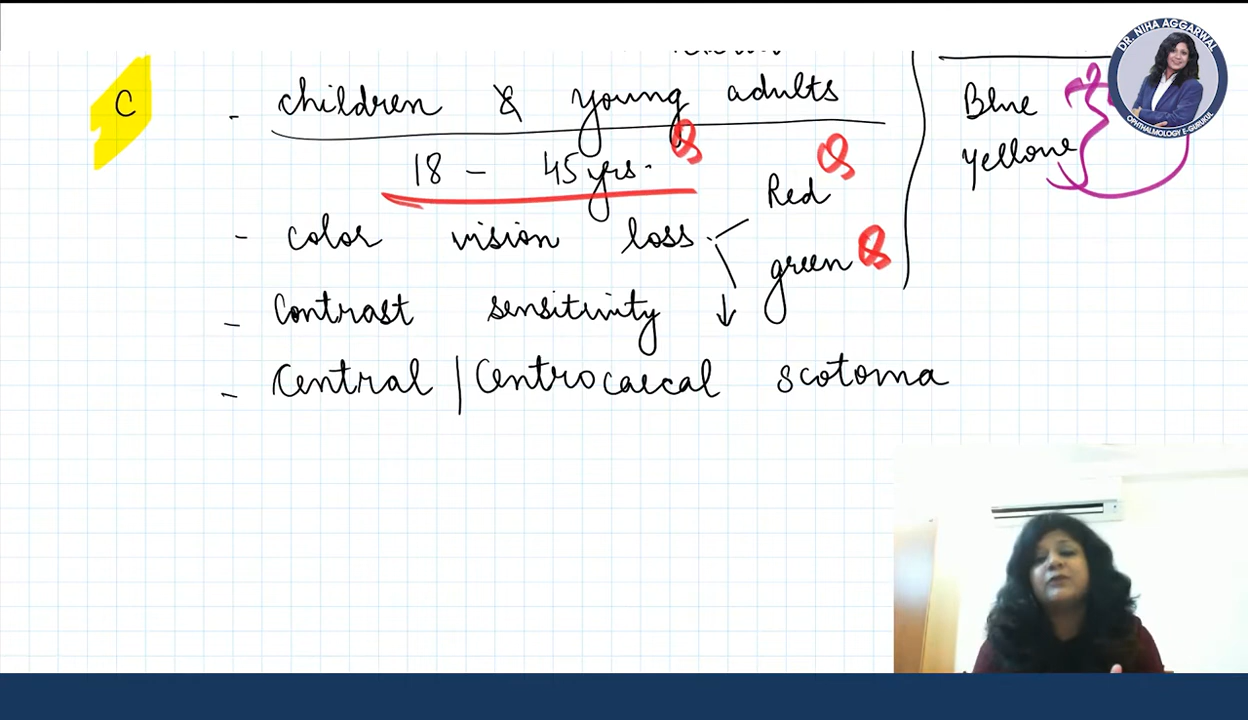 C
- children & young adults
18 - 45 yrs.
- color vision loss
Red
green
- Contrast sensitivity ↓
- Central | Centrocaecal scotoma
Blue
Yellow
DR. NIHA AGGARWAL
OPHTHALMOLOGY E-GURUKUL